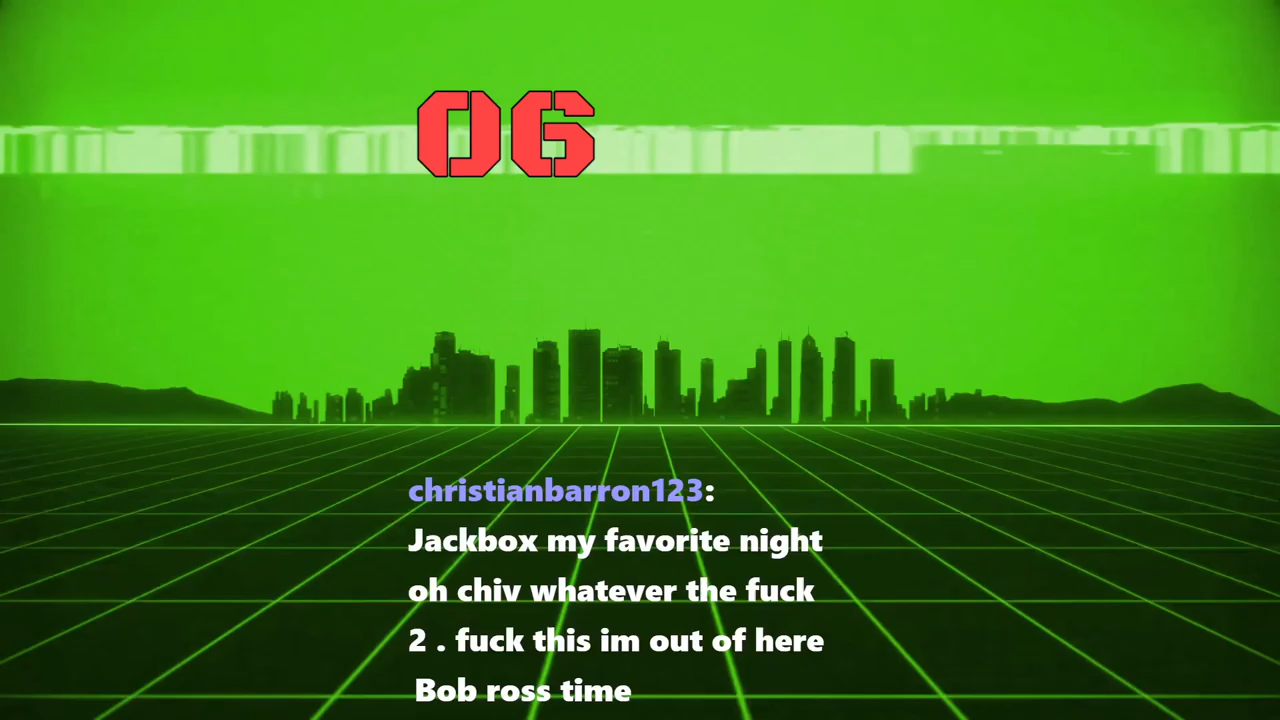 06
christianbarron123:
Jackbox my favorite night
oh chiv whatever the fuck
2 . fuck this im out of here
Bob ross time